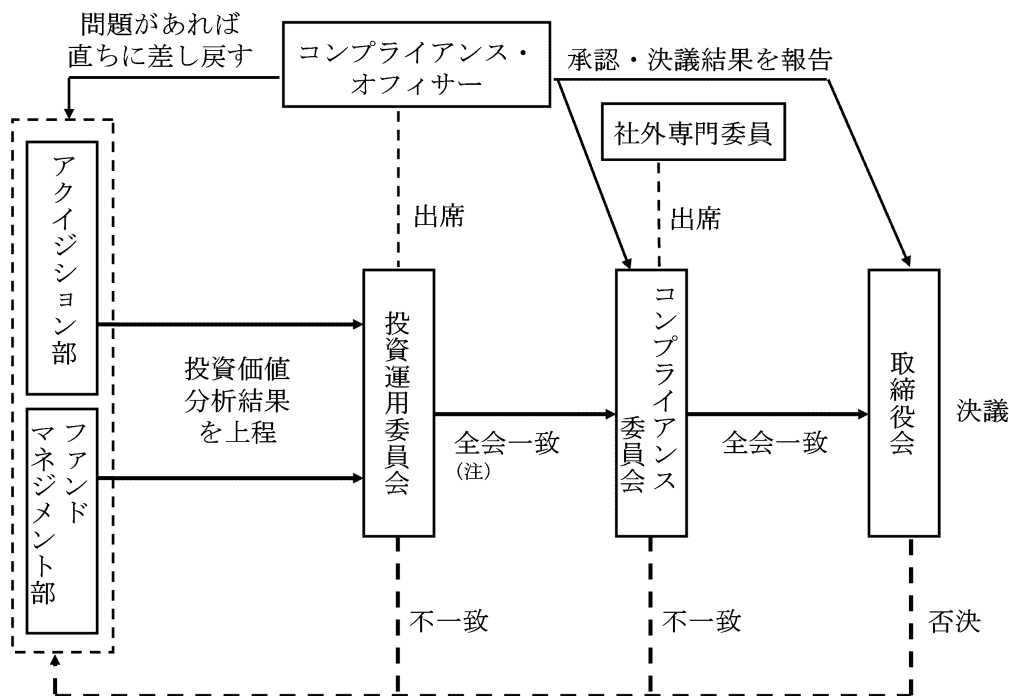 問題があれば
直ちに差し戻す
コンプライアンス・
オフィサー
承認・決議結果を報告
社外専門委員
出席
出席
アクイジション部
ファンド
マネジメント部
投資価値
分析結果
を上程
投資運用委員会
全会一致
(注)
コンプライアンス
委員会
全会一致
取締役会
決議
不一致
不一致
否決